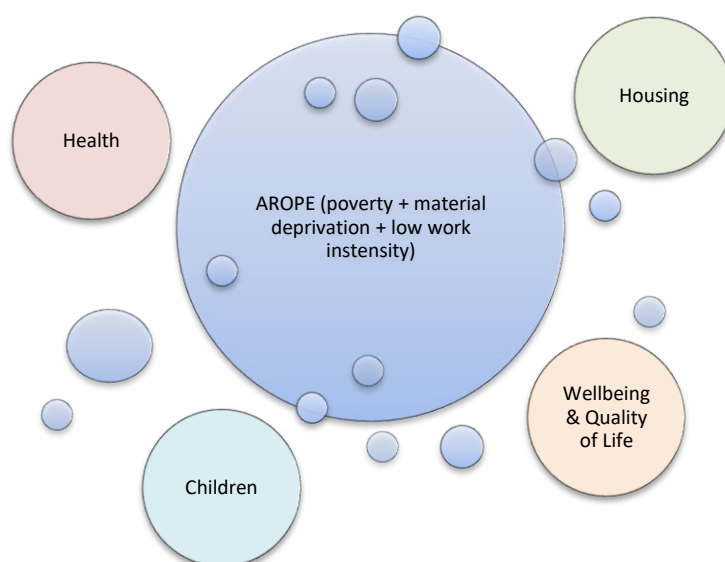 Housing
Health
AROPE (poverty + material
deprivation + low work
instensity)
Wellbeing
& Quality
of Life
Children